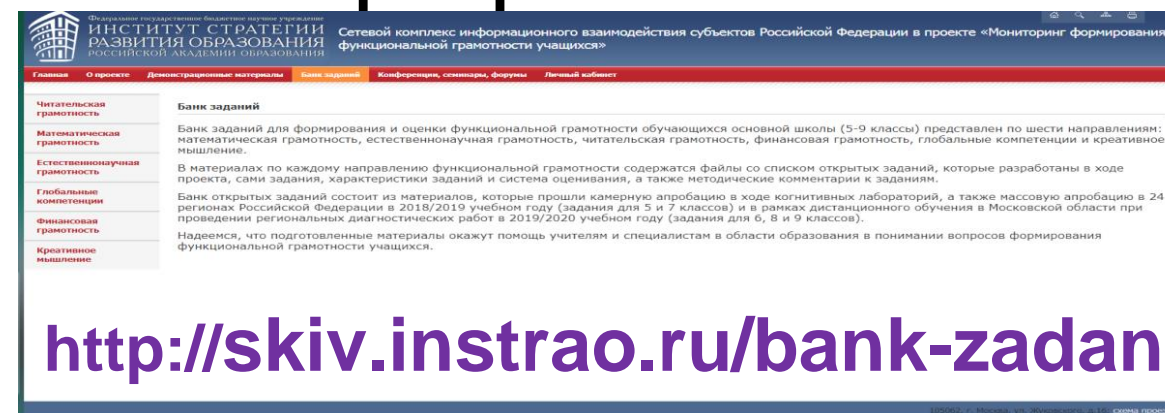 Федеральное государственное бюджетное научное учреждение
ИНСТИТУТ СТРАТЕГИИ
РАЗВИТИЯ ОБРАЗОВАНИЯ
РОССИЙСКОЙ АКАДЕМИИ ОБРАЗОВАНИЯ
Сетевой комплекс информационного взаимодействия субъектов Российской Федерации в проекте «Мониторинг формирования
функциональной грамотности учащихся»
Главная О проекте Демонстрационные материалы Банк заданий Конференции, семинары, форумы Личный кабинет
Читательская
грамотность
Математическая
грамотность
Естественнонаучная
грамотность
Глобальные
компетенции
Финансовая
грамотность
Креативное
мышление
Банк заданий
Банк заданий для формирования и оценки функциональной грамотности обучающихся основной школы (5-9 классы) представлен по шести направлениям:
математическая грамотность, естественнонаучная грамотность, читательская грамотность, финансовая грамотность, глобальные компетенции и креативное
мышление.
В материалах по каждому направлению функциональной грамотности содержатся файлы со списком открытых заданий, которые разработаны в ходе
проекта, сами задания, характеристики заданий и система оценивания, а также методические комментарии к заданиям.
Банк открытых заданий состоит из материалов, которые прошли камерную апробацию в ходе когнитивных лабораторий, а также массовую апробацию в 24
регионах Российской Федерации в 2018/2019 учебном году (задания для 5 и 7 классов) и в рамках дистанционного обучения в Московской области при
проведении региональных диагностических работ в 2019/2020 учебном году (задания для 6, 8 и 9 классов).
Надеемся, что подготовленные материалы окажут помощь учителям и специалистам в области образования в понимании вопросов формирования
функциональной грамотности учащихся.
http://skiv.instrao.ru/bank-zadan
105062, г. Москва, ул. Жуковского, д.16, схема прое